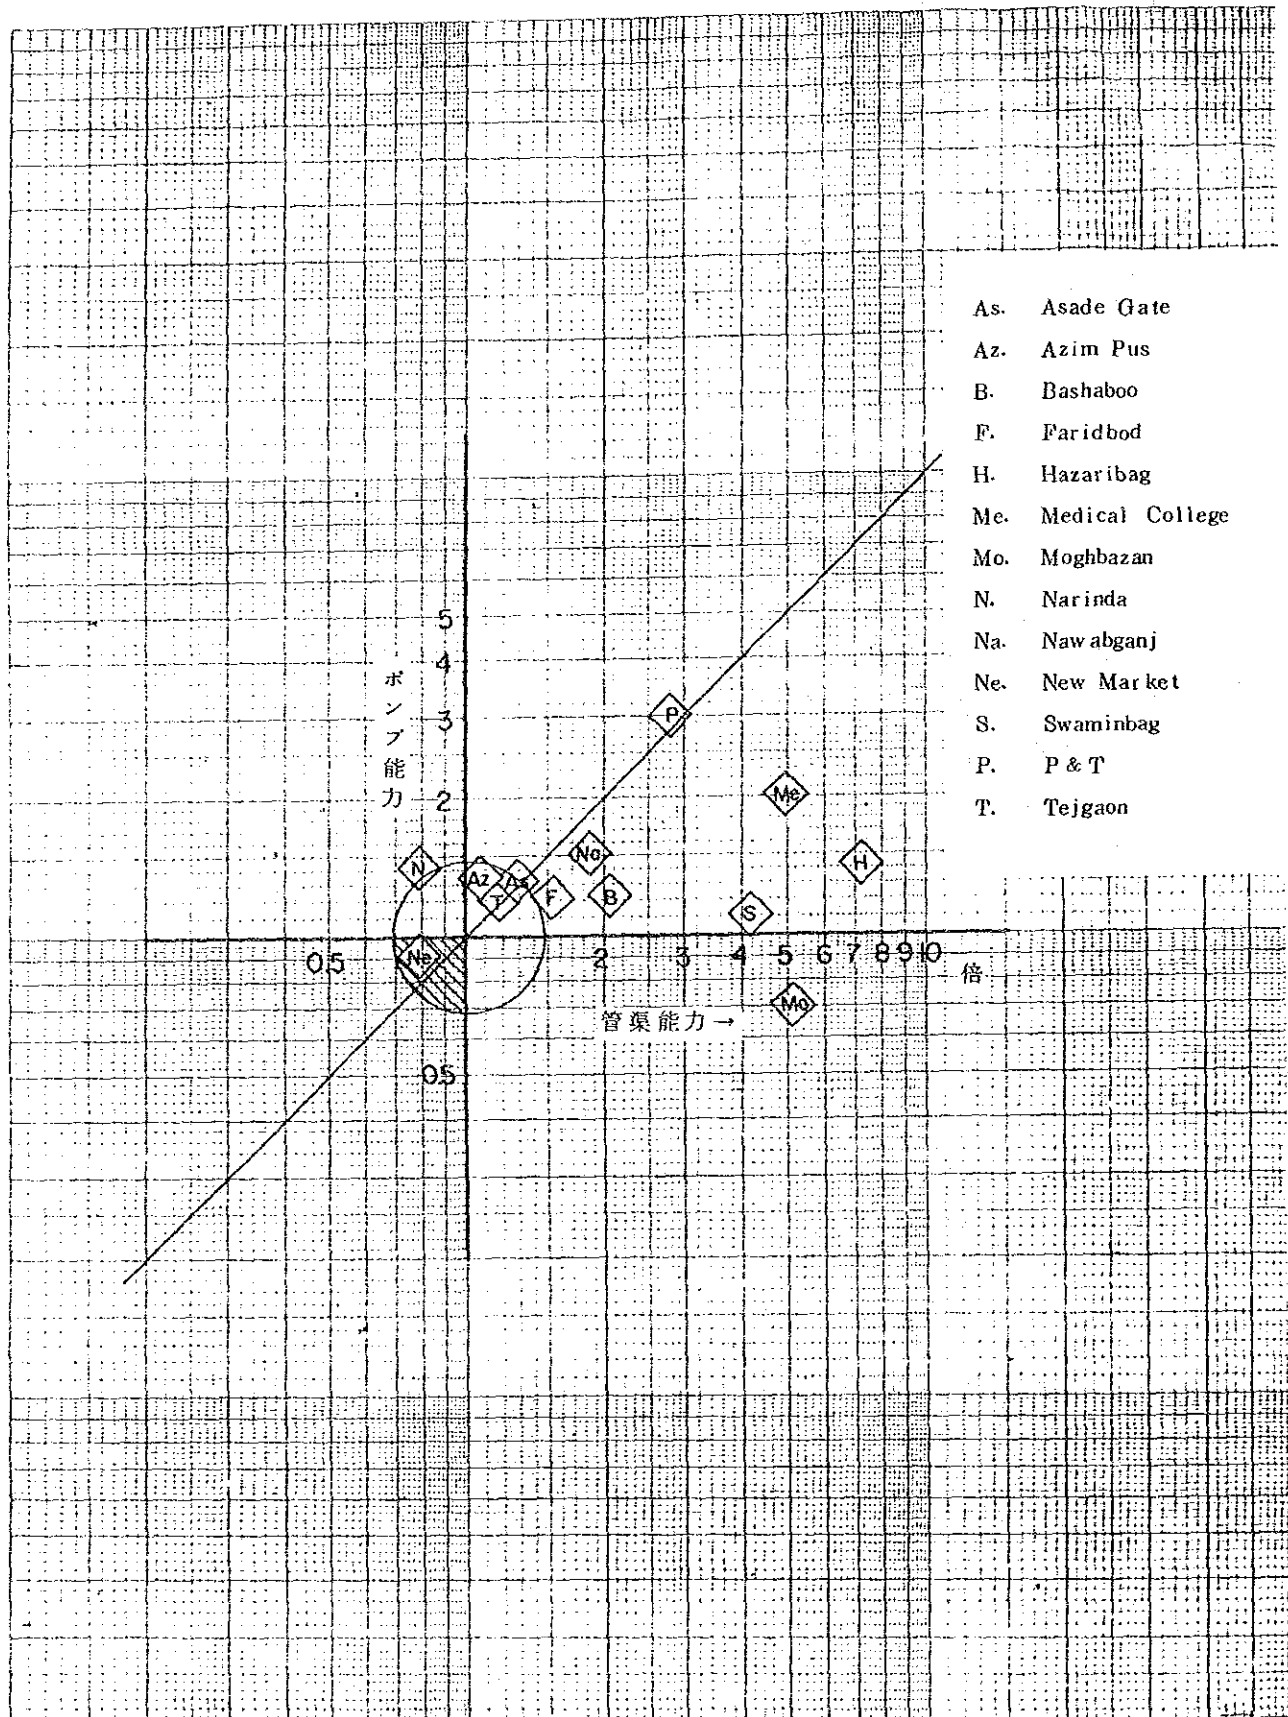 As. Asade Gate
Az. Azim Pus
B. Bashaboo
F. Faridbod
H. Hazaribag
Me. Medical College
Mo. Moghbazan
N. Narinda
Na. Nawabganj
Ne. New Market
S. Swaminbag
P. P & T
T. Tejgaon
ポンプ能力
5
4
3
2
0.5
P
Me
Na
H
N
Az
As
T
F
B
S
Ne
Mo
0.5
2
3
4
5
6
7
8
9
10
倍
管渠能力→